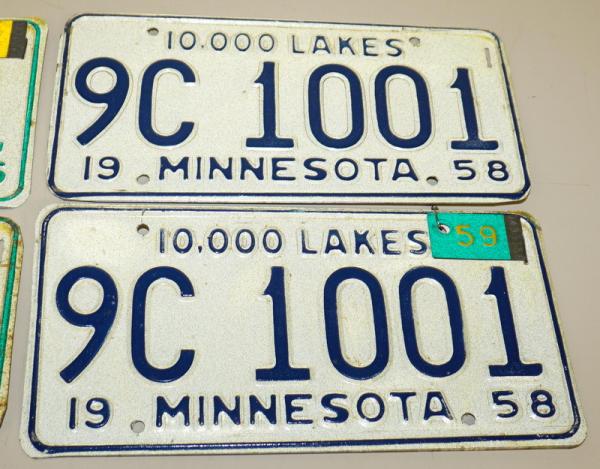 10.000 LAKES
9C 1001
19 MINNESOTA 58
10,000 LAKES 59
9C 1001
19 MINNESOTA 58